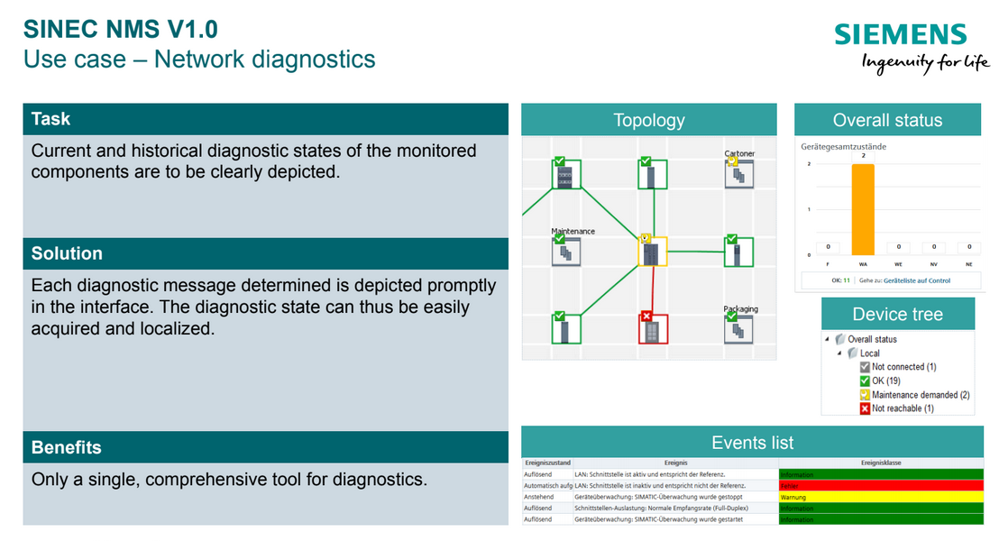 SINEC NMS V1.0
Use case – Network diagnostics
SIEMENS
Ingenuity for life
Task
Current and historical diagnostic states of the monitored
components are to be clearly depicted.
Solution
Each diagnostic message determined is depicted promptly
in the interface. The diagnostic state can thus be easily
acquired and localized.
Benefits
Only a single, comprehensive tool for diagnostics.
Topology
Cartoner
Maintenance
Packaging
Overall status
Gerätegesamtzustände
2
2
1
0
0 0 0 0
F WA WE NV NE
OK: 11 Gehe zu: Geräteliste auf Control
Device tree
Overall status
Local
Not connected (1)
OK (19)
Maintenance demanded (2)
Not reachable (1)
Events list
Ereigniszustand Ereignis Ereignisklasse
Auflösend LAN: Schnittstelle ist aktiv und entspricht der Referenz. Information
Automatisch aufg LAN: Schnittstelle ist inaktiv und entspricht nicht der Referenz. Fehler
Anstehend Geräteüberwachung: SIMATIC-Überwachung wurde gestoppt Warnung
Auflösend Schnittstellen-Auslastung: Normale Empfangsrate (Full-Duplex) Information
Auflösend Geräteüberwachung: SIMATIC-Überwachung wurde gestartet Information